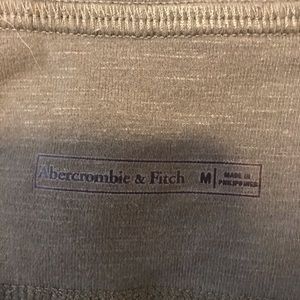 Abercrombie & Fitch M MADE IN
PHILIPPINES